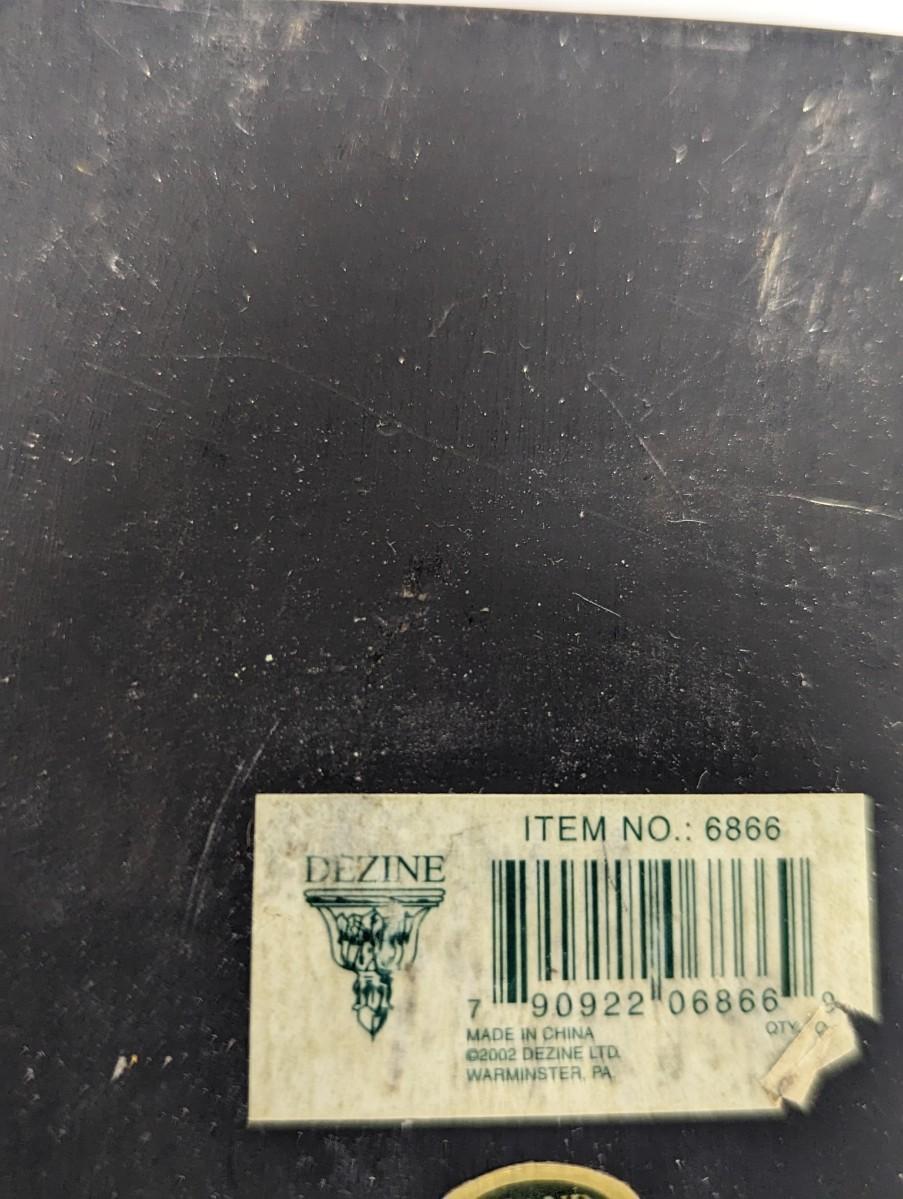 ITEM NO.: 6866
DEZINE
7 90922 06866 9
MADE IN CHINA
QTY
©2002 DEZINE LTD.
WARMINSTER, PA.